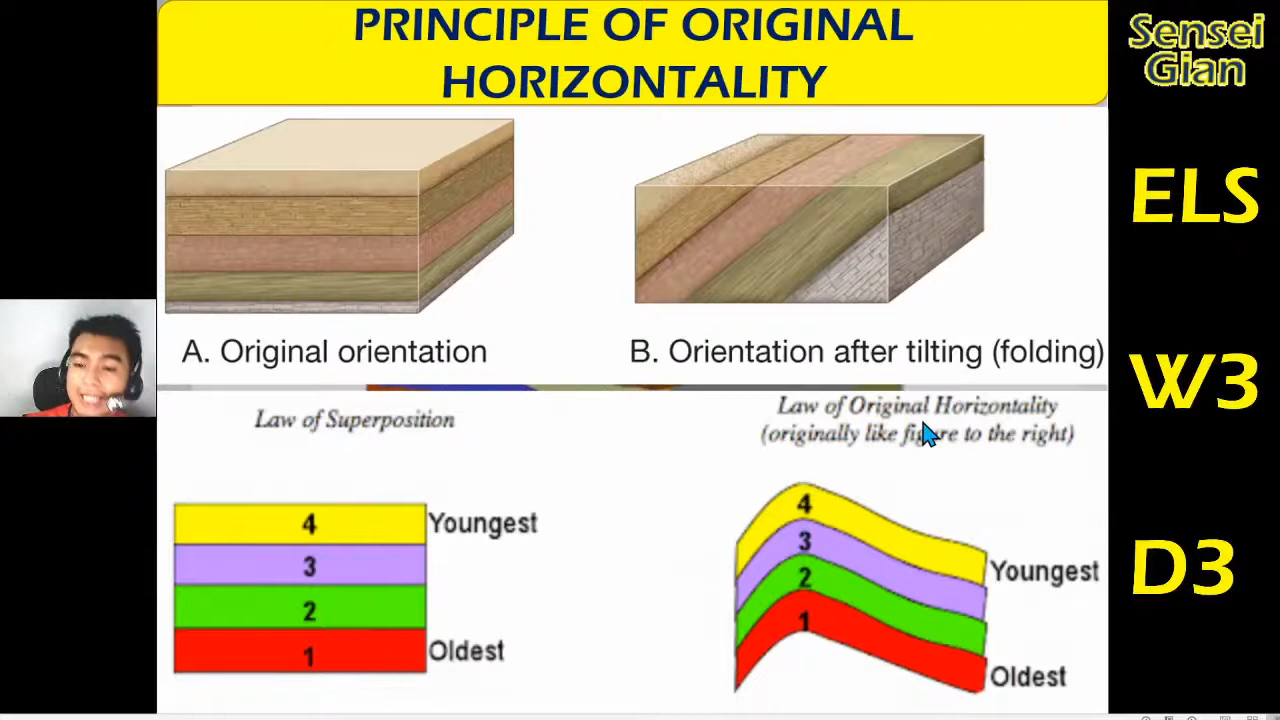 PRINCIPLE OF ORIGINAL
HORIZONTALITY
Sensei
Gian
ELS
W3
D3
A. Original orientation
B. Orientation after tilting (folding)
Law of Superposition
Law of Original Horizontality
(originally like figure to the right)
4
Youngest
3
2
1
Oldest
4
3
2
1
Youngest
Oldest